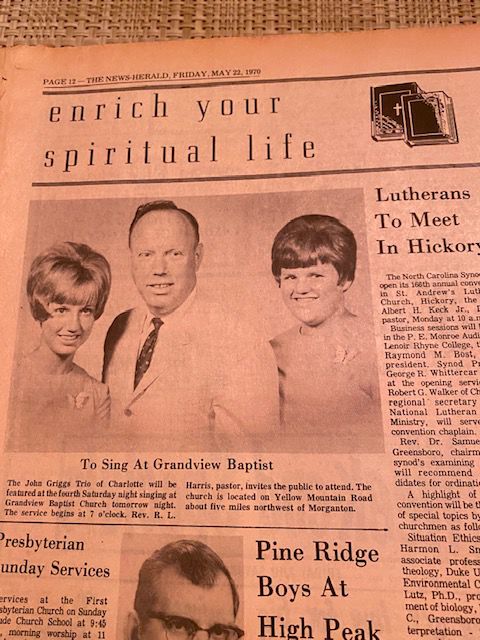 PAGE 12 — THE NEWS-HERALD, FRIDAY, MAY 22, 1970
enrich your
spiritual life
To Sing At Grandview Baptist
The John Griggs Trio of Charlotte will be
featured at the fourth Saturday night singing at
Grandview Baptist Church tomorrow night.
The service begins at 7 o'clock. Rev. R. L.
Harris, pastor, invites the public to attend. The
church is located on Yellow Mountain Road
about five miles northwest of Morganton.
Lutherans
To Meet
In Hickory
The North Carolina Syno
open its 166th annual conve
in St. Andrew's Lut
Church, Hickory, the
Albert H. Keck Jr.,
pastor, Monday at 10 a.m
Business sessions will
in the P. E. Monroe Audi
Lenoir Rhyne College,
Raymond M. Bost,
president. Synod
George R. Whittecar
at the opening servi
Robert G. Walker of Ch
regional secretary
National Lutheran
Ministry, will serve
convention chaplain.
Rev. Dr. Samue
Greensboro, chairm
synod's examining
will recommend
didates for ordinati
A highlight of
convention will be th
of special topics by
churchmen as follo
Situation Ethics
Harmon L. Sm
associate profess
theology, Duke U
Environmental C
Lutz, Ph.D., pro
ment of biology,
C., Greensboro
terpretation -
Presbyterian
unday Services
ervices at the First
sbyterian Church on Sunday
ude Church School at 9:45
, morning worship at 11
Pine Ridge
Boys At
High Peak